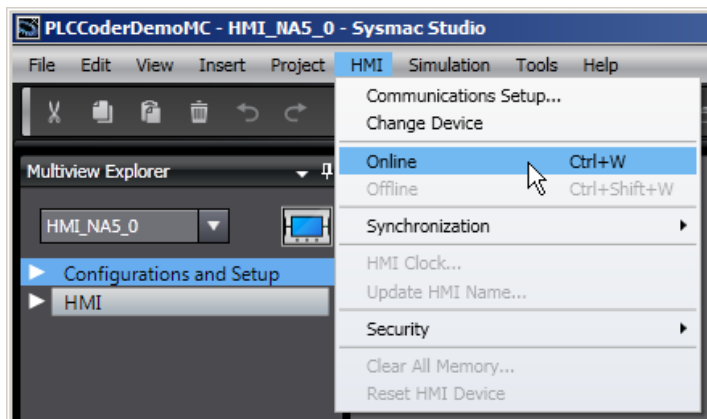 PLCCoderDemoMC - HMI_NA5_0 - Sysmac Studio
File Edit View Insert Project HMI Simulation Tools Help
Communications Setup...
Change Device
Online Ctrl+W
Offline Ctrl+Shift+W
Synchronization
HMI Clock...
Update HMI Name...
Security
Clear All Memory...
Reset HMI Device
Multiview Explorer
HMI_NA5_0
Configurations and Setup
HMI